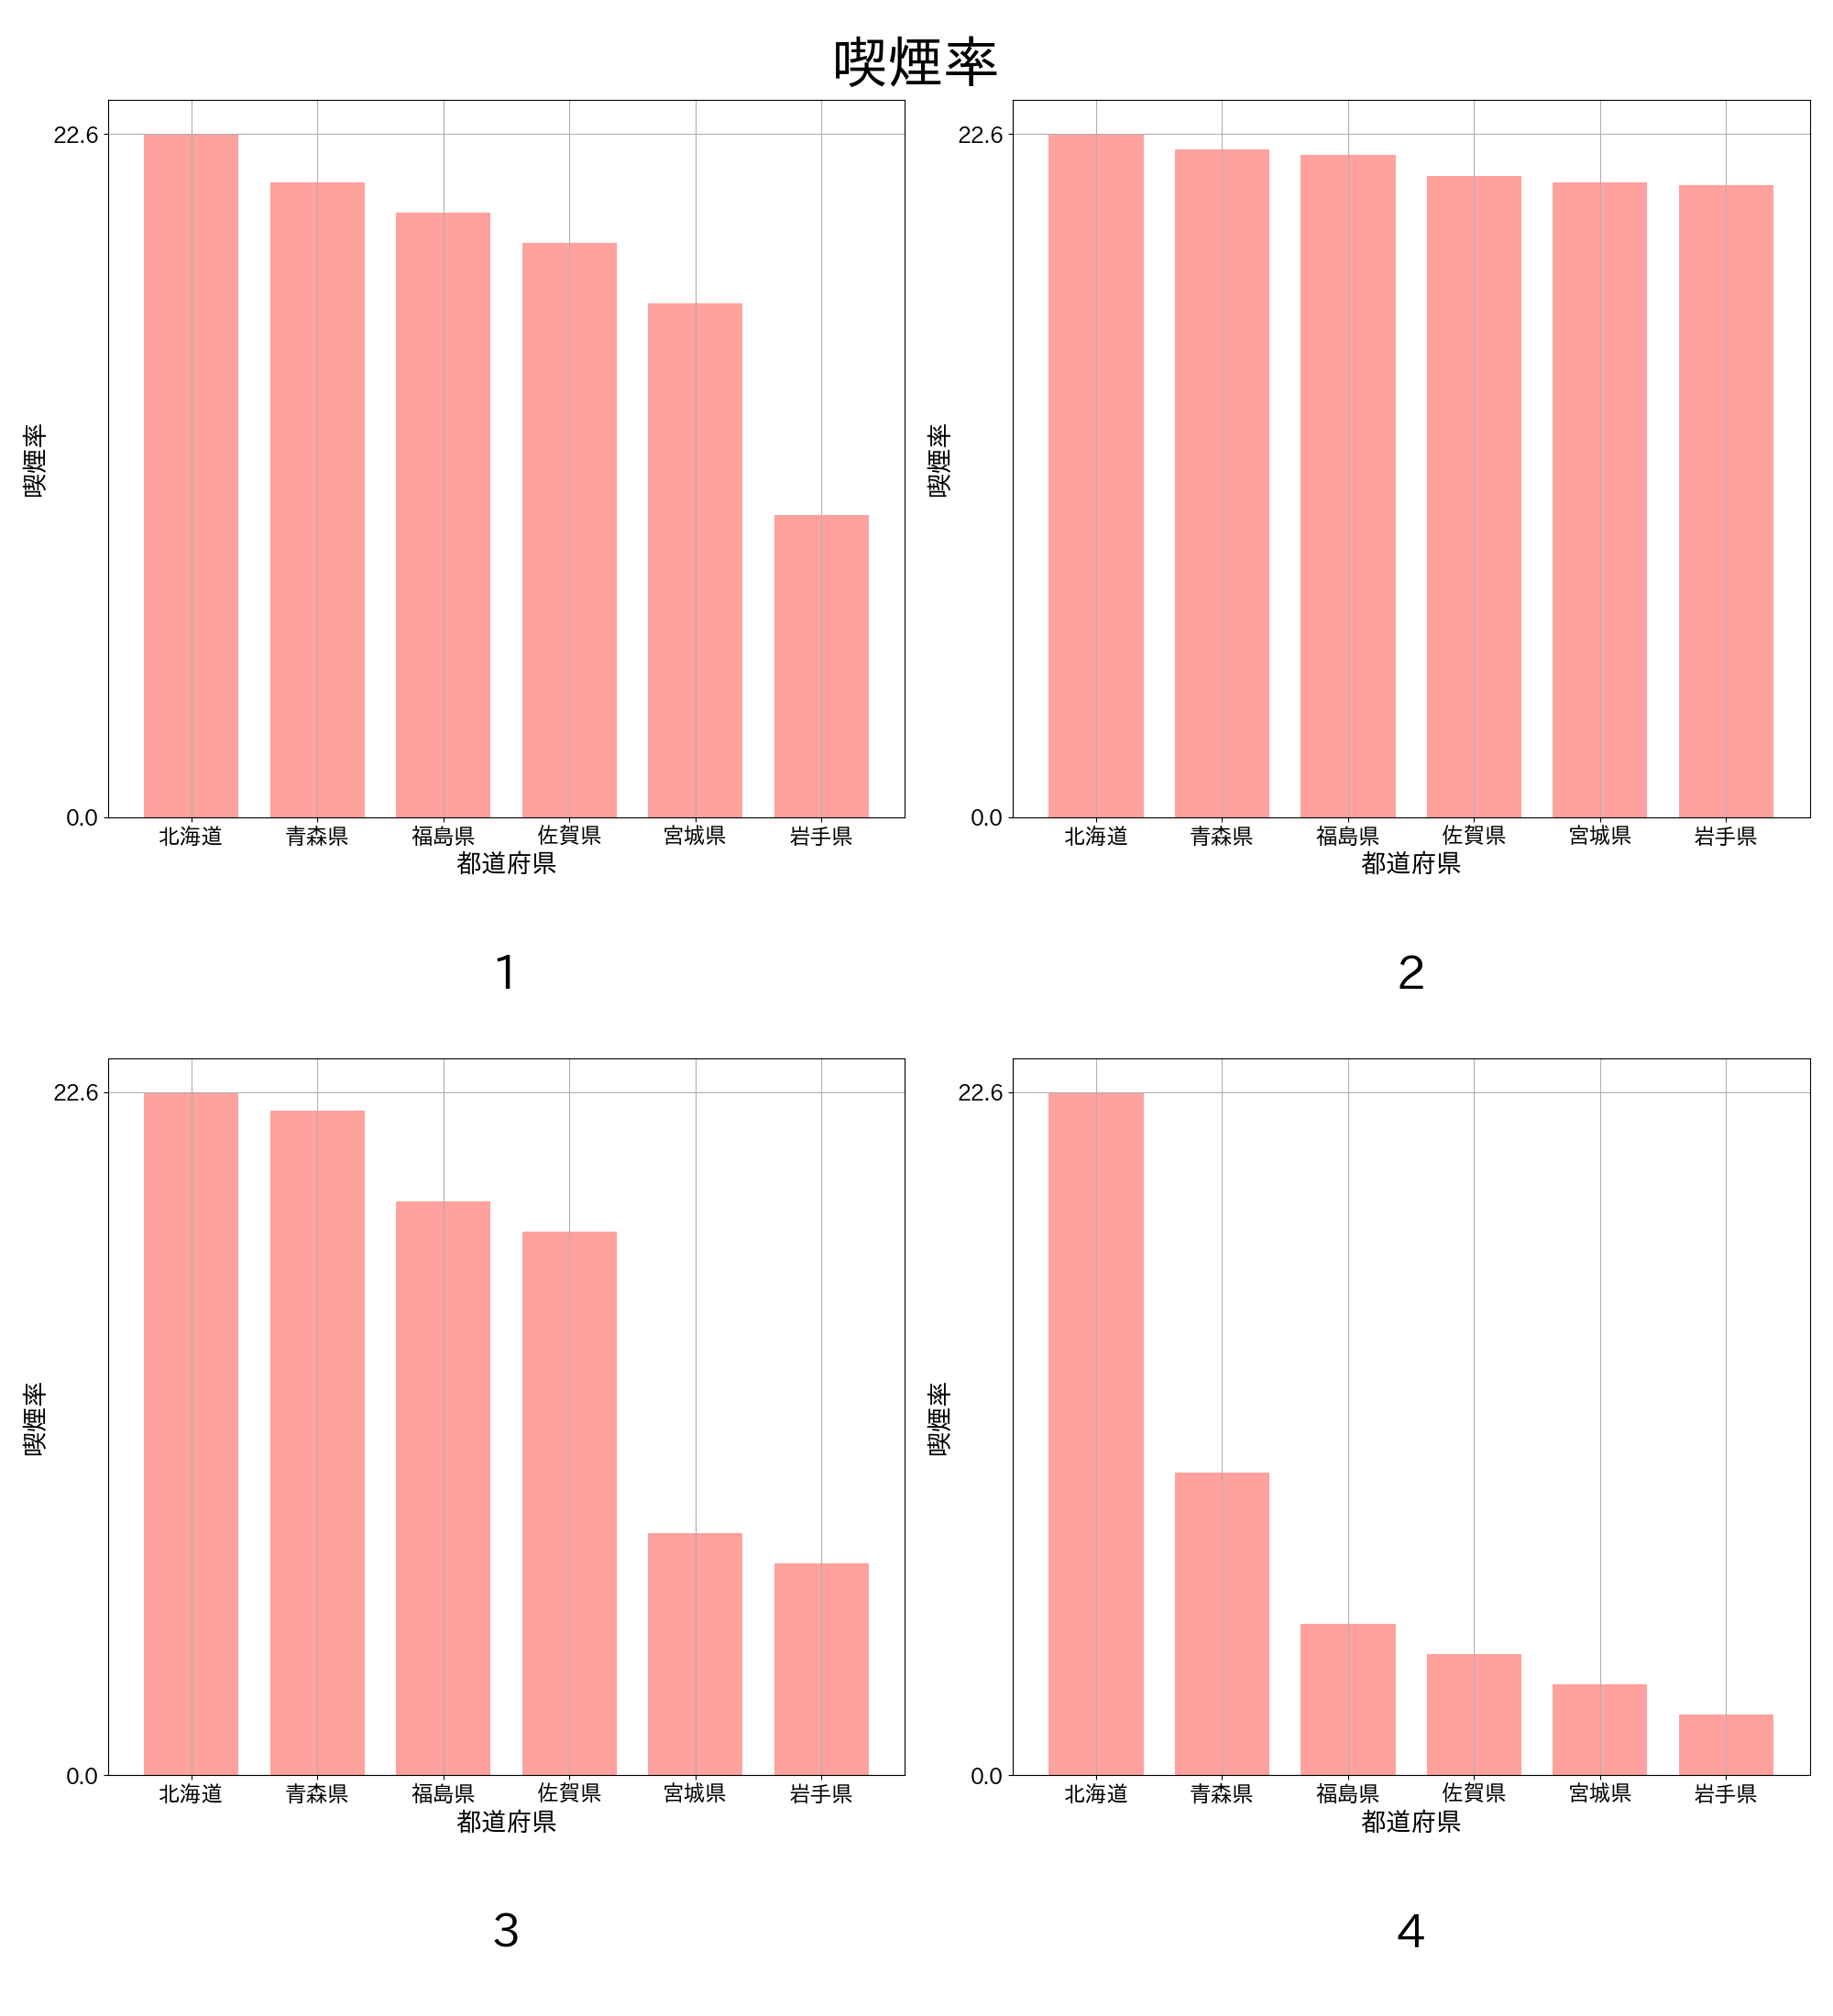 喫煙率
22.6
喫煙率
0.0
北海道 青森県 福島県 佐賀県 宮城県 岩手県
都道府県
1
22.6
喫煙率
0.0
北海道 青森県 福島県 佐賀県 宮城県 岩手県
都道府県
2
22.6
喫煙率
0.0
北海道 青森県 福島県 佐賀県 宮城県 岩手県
都道府県
3
22.6
喫煙率
0.0
北海道 青森県 福島県 佐賀県 宮城県 岩手県
都道府県
4